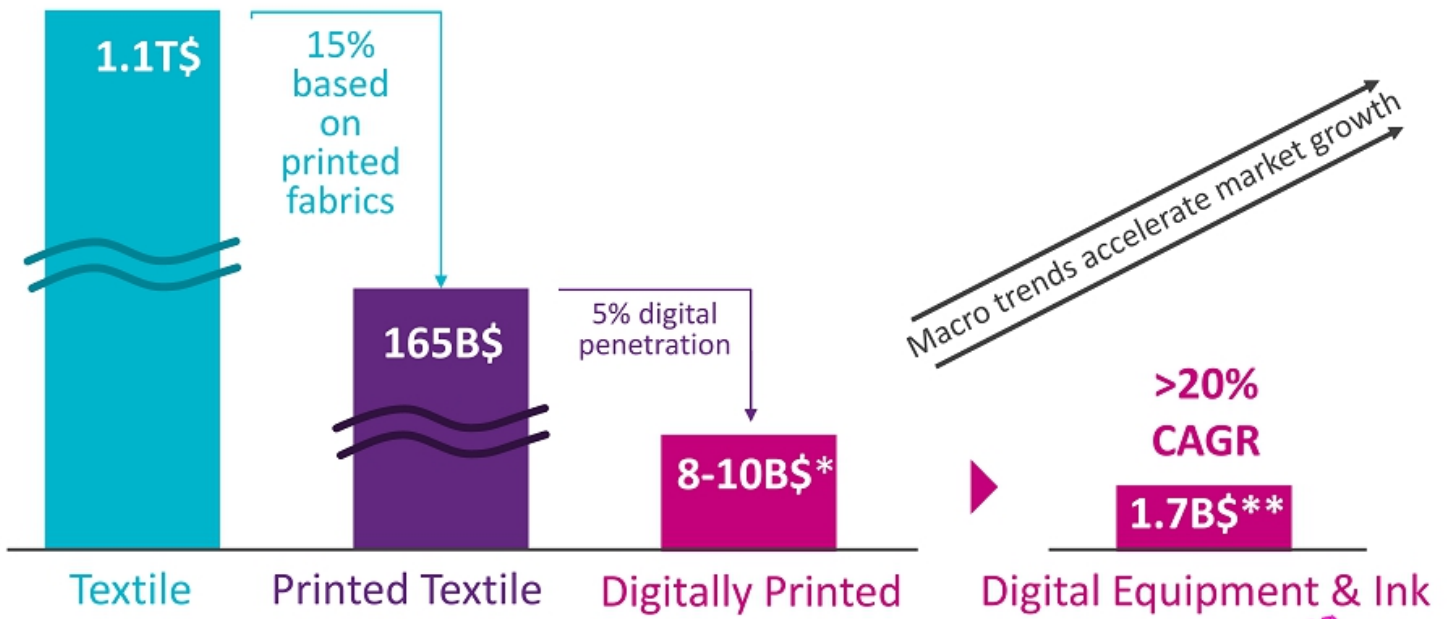 1.1T$
15%
based
on
printed
fabrics
165B$
5% digital
penetration
8-10B$*
Macro trends accelerate market growth
>20%
CAGR
1.7B$**
Textile
Printed Textile
Digitally Printed
Digital Equipment & Ink